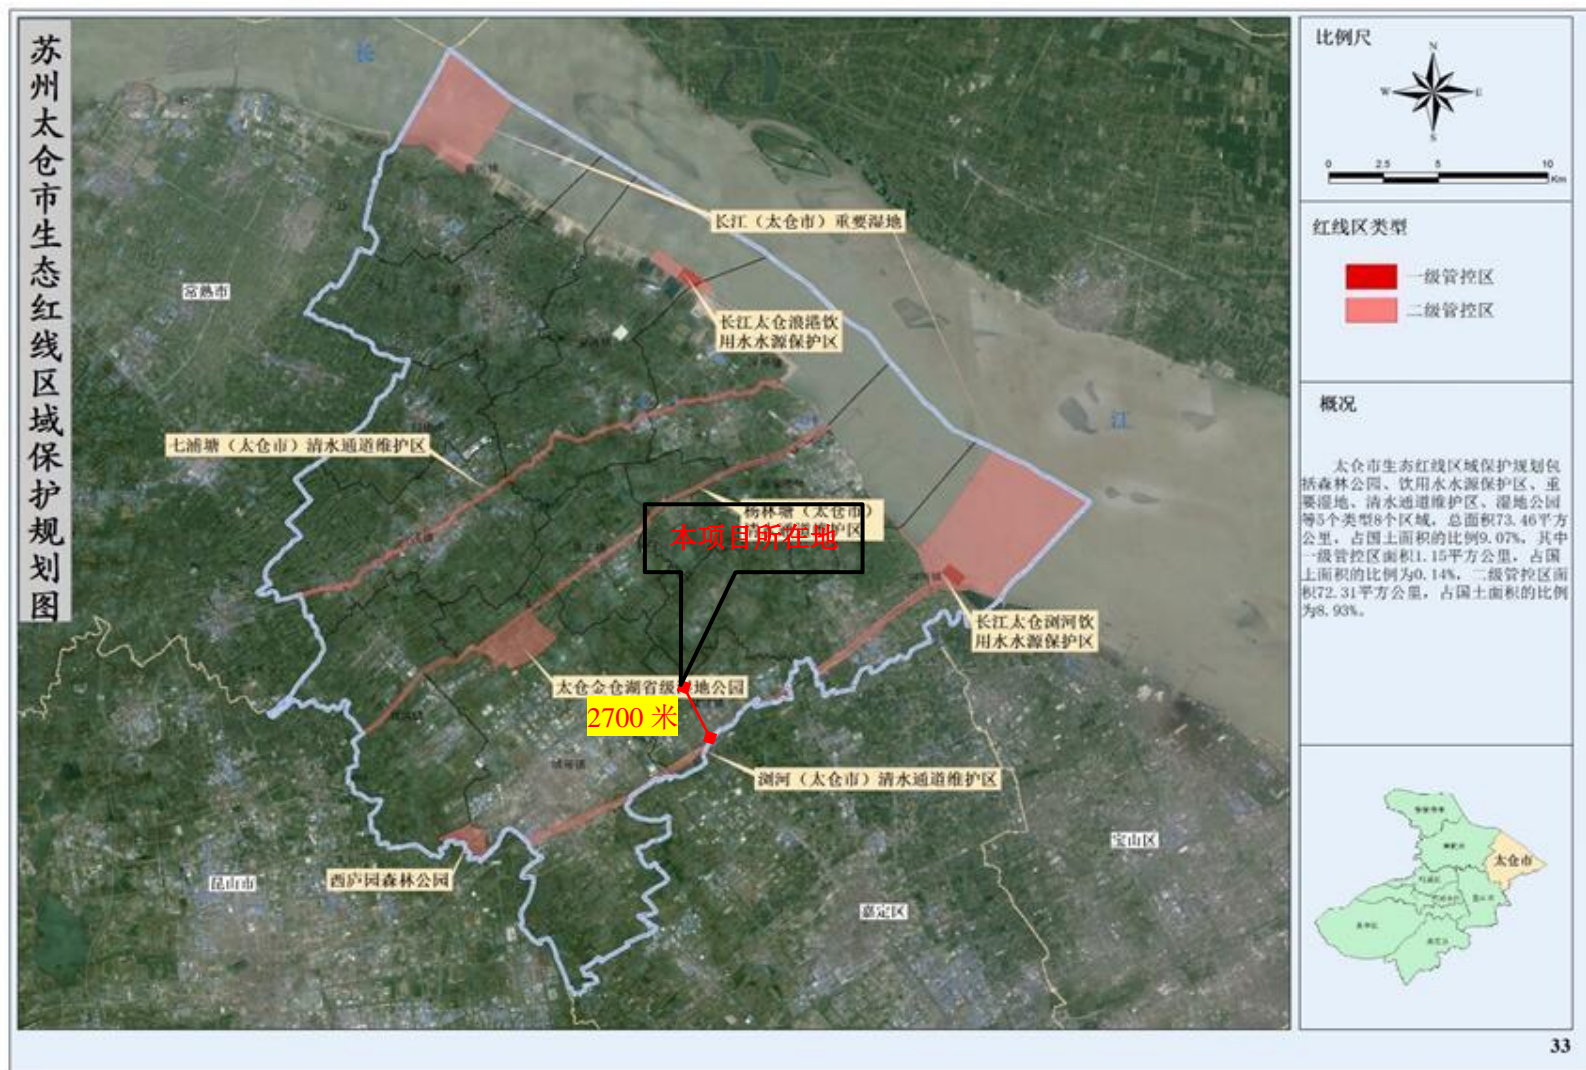 苏州太仓市生态红线区域保护规划图
长
江
常熟市
长江（太仓市）重要湿地
长江太仓浪港饮
用水水源保护区
七浦塘（太仓市）清水通道维护区
杨林塘（太仓市）
清水通道维护区
本项目所在地
长江太仓浏河饮
用水水源保护区
太仓金仓湖省级湿地公园
2700 米
浏河（太仓市）清水通道维护区
西庐园森林公园
昆山市
嘉定区
宝山区
比例尺
N
W
E
S
0 2.5 5 10
Km
红线区类型
一级管控区
二级管控区
概况
太仓市生态红线区域保护规划包
括森林公园、饮用水水源保护区、重
要湿地、清水通道维护区、湿地公园
等5个类型8个区域，总面积73.46平方
公里，占国土面积的比例9.07%，其中
一级管控区面积1.15平方公里，占国
土面积的比例为0.14%，二级管控区面
积72.31平方公里，占国土面积的比例
为8.93%。
太仓市
33